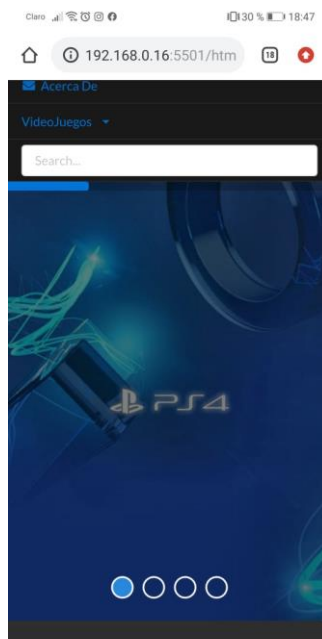 Claro 30 % 18:47
192.168.0.16:5501/htm 18
Acerca De
VideoJuegos
Search...
PS4